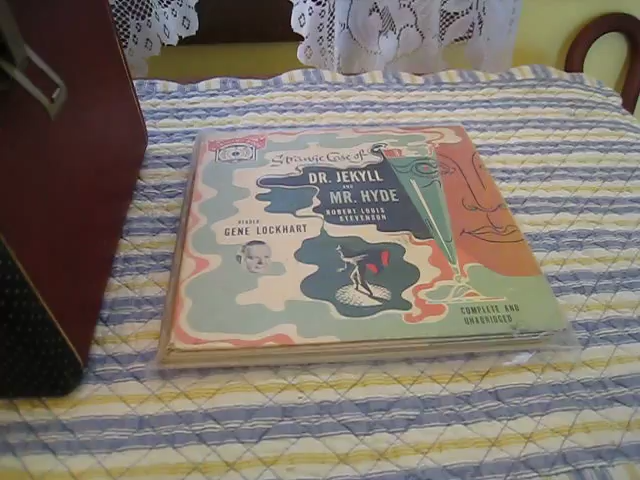 Strange Case of
DR. JEKYLL
AND
MR. HYDE
ROBERT LOUIS
STEVENSON
READER
GENE LOCKHART
COMPLETE AND
UNABRIDGED